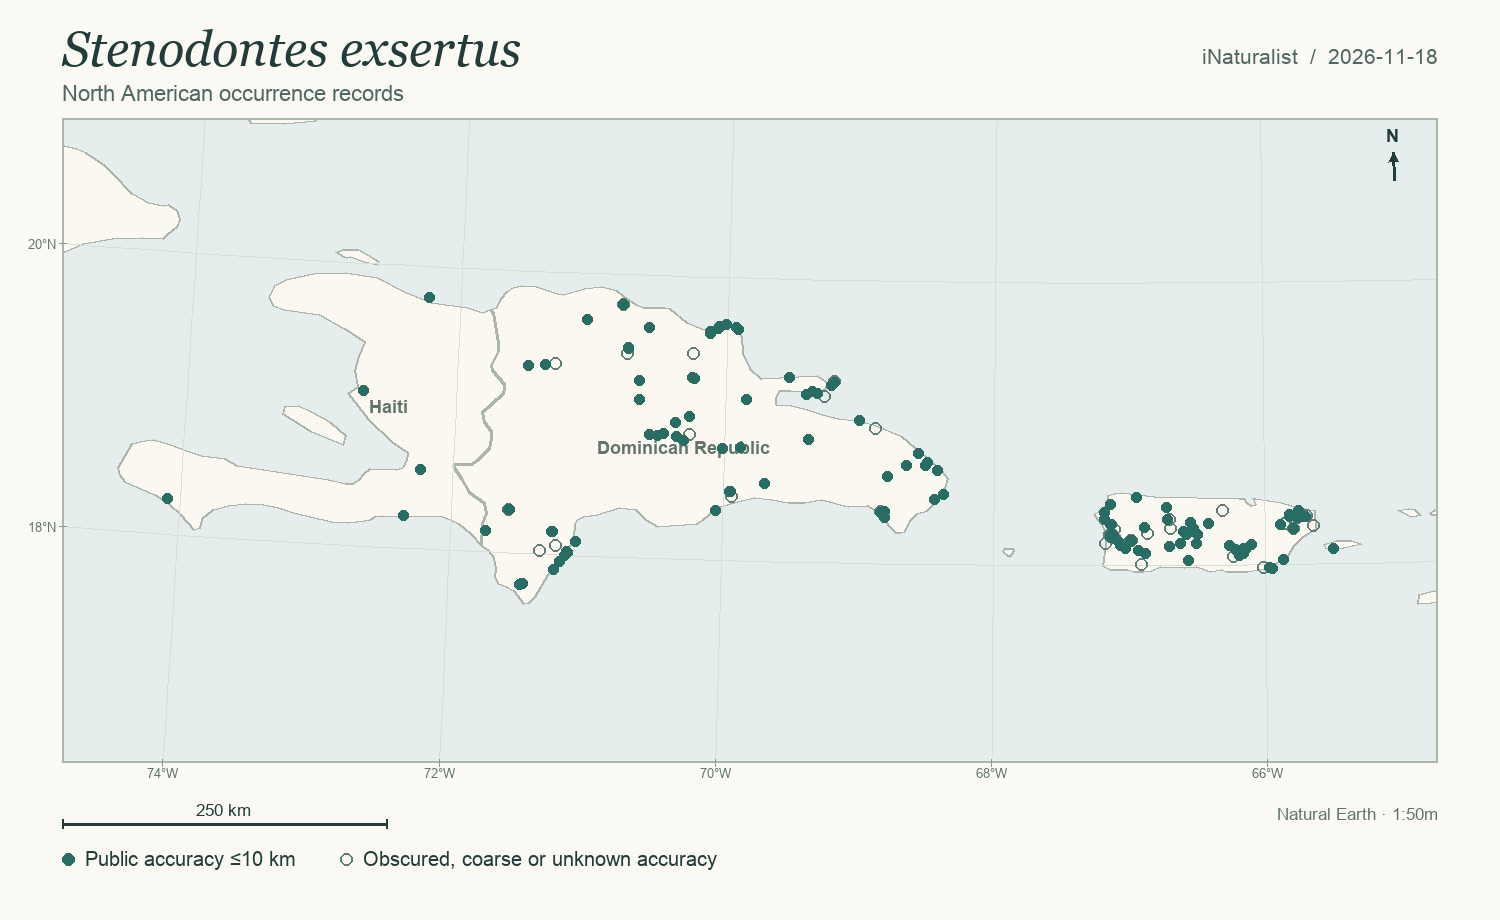 Stenodontes exsertus
iNaturalist / 2026-11-18
North American occurrence records
N
20°N
Haiti
Dominican Republic
18°N
74°W
72°W
70°W
68°W
66°W
250 km
Natural Earth · 1:50m
Public accuracy ≤10 km
Obscured, coarse or unknown accuracy